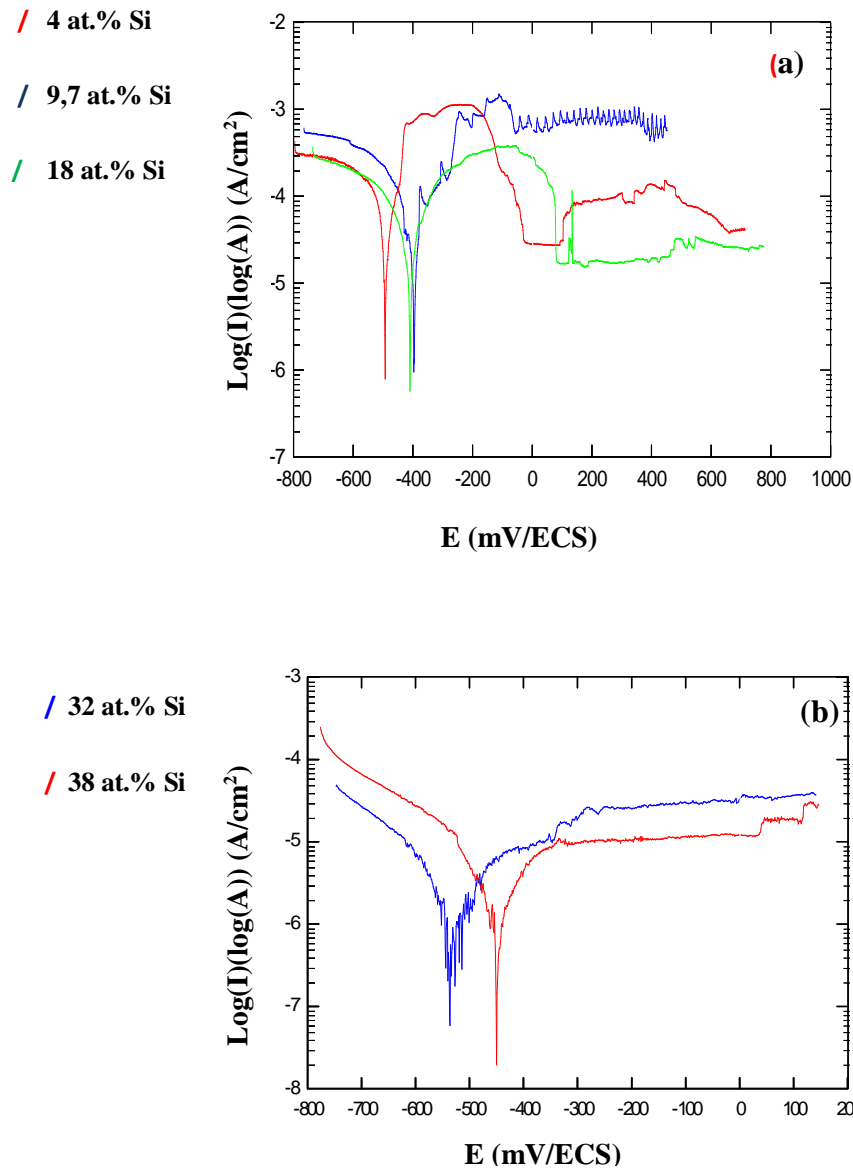 / 4 at.% Si
/ 9,7 at.% Si
/ 18 at.% Si
(a)
Log(I)(log(A)) (A/cm²)
-2
-3
-4
-5
-6
-7
-800 -600 -400 -200 0 200 400 600 800 1000
E (mV/ECS)
/ 32 at.% Si
/ 38 at.% Si
(b)
Log(I)(log(A)) (A/cm²)
-3
-4
-5
-6
-7
-8
-800 -700 -600 -500 -400 -300 -200 -100 0 100 20
E (mV/ECS)